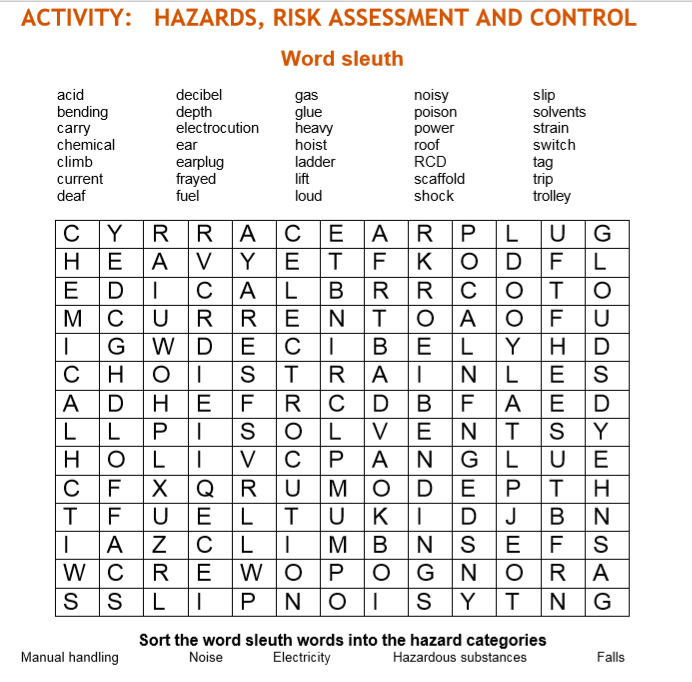 ACTIVITY: HAZARDS, RISK ASSESSMENT AND CONTROL
Word sleuth
acid decibel gas noisy slip
bending depth glue poison solvents
carry electrocution heavy power strain
chemical ear hoist roof switch
climb earplug ladder RCD tag
current frayed lift scaffold trip
deaf fuel loud shock trolley
C Y R R A C E A R P L U G
H E A V Y E T F K O D F L
E D I C A L B R R C O T O
M C U R R E N T O A O F U
I G W D E C I B E L Y H D
C H O I S T R A I N L E S
A D H E F R C D B F A E D
L L P I S O L V E N T S Y
H O L I V C P A N G L U E
C F X Q R U M O D E P T H
T F U E L T U K I D J B N
I A Z C L I M B N S E F S
W C R E W O P O G N O R A
S S L I P N O I S Y T N G
Sort the word sleuth words into the hazard categories
Manual handling Noise Electricity Hazardous substances Falls